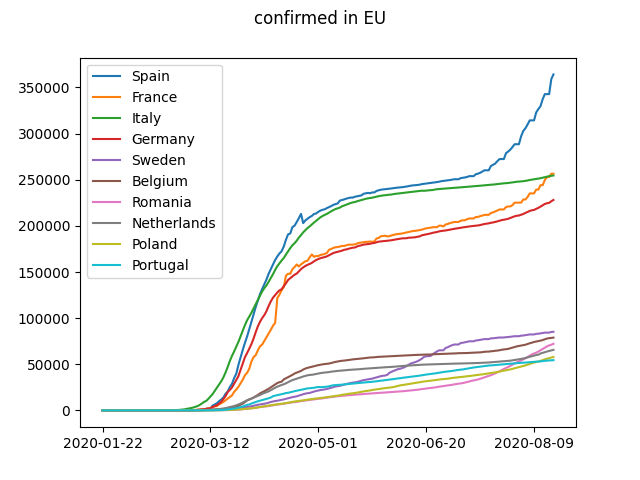 confirmed in EU
350000
300000
250000
200000
150000
100000
50000
0
Spain
France
Italy
Germany
Sweden
Belgium
Romania
Netherlands
Poland
Portugal
2020-01-22
2020-03-12
2020-05-01
2020-06-20
2020-08-09